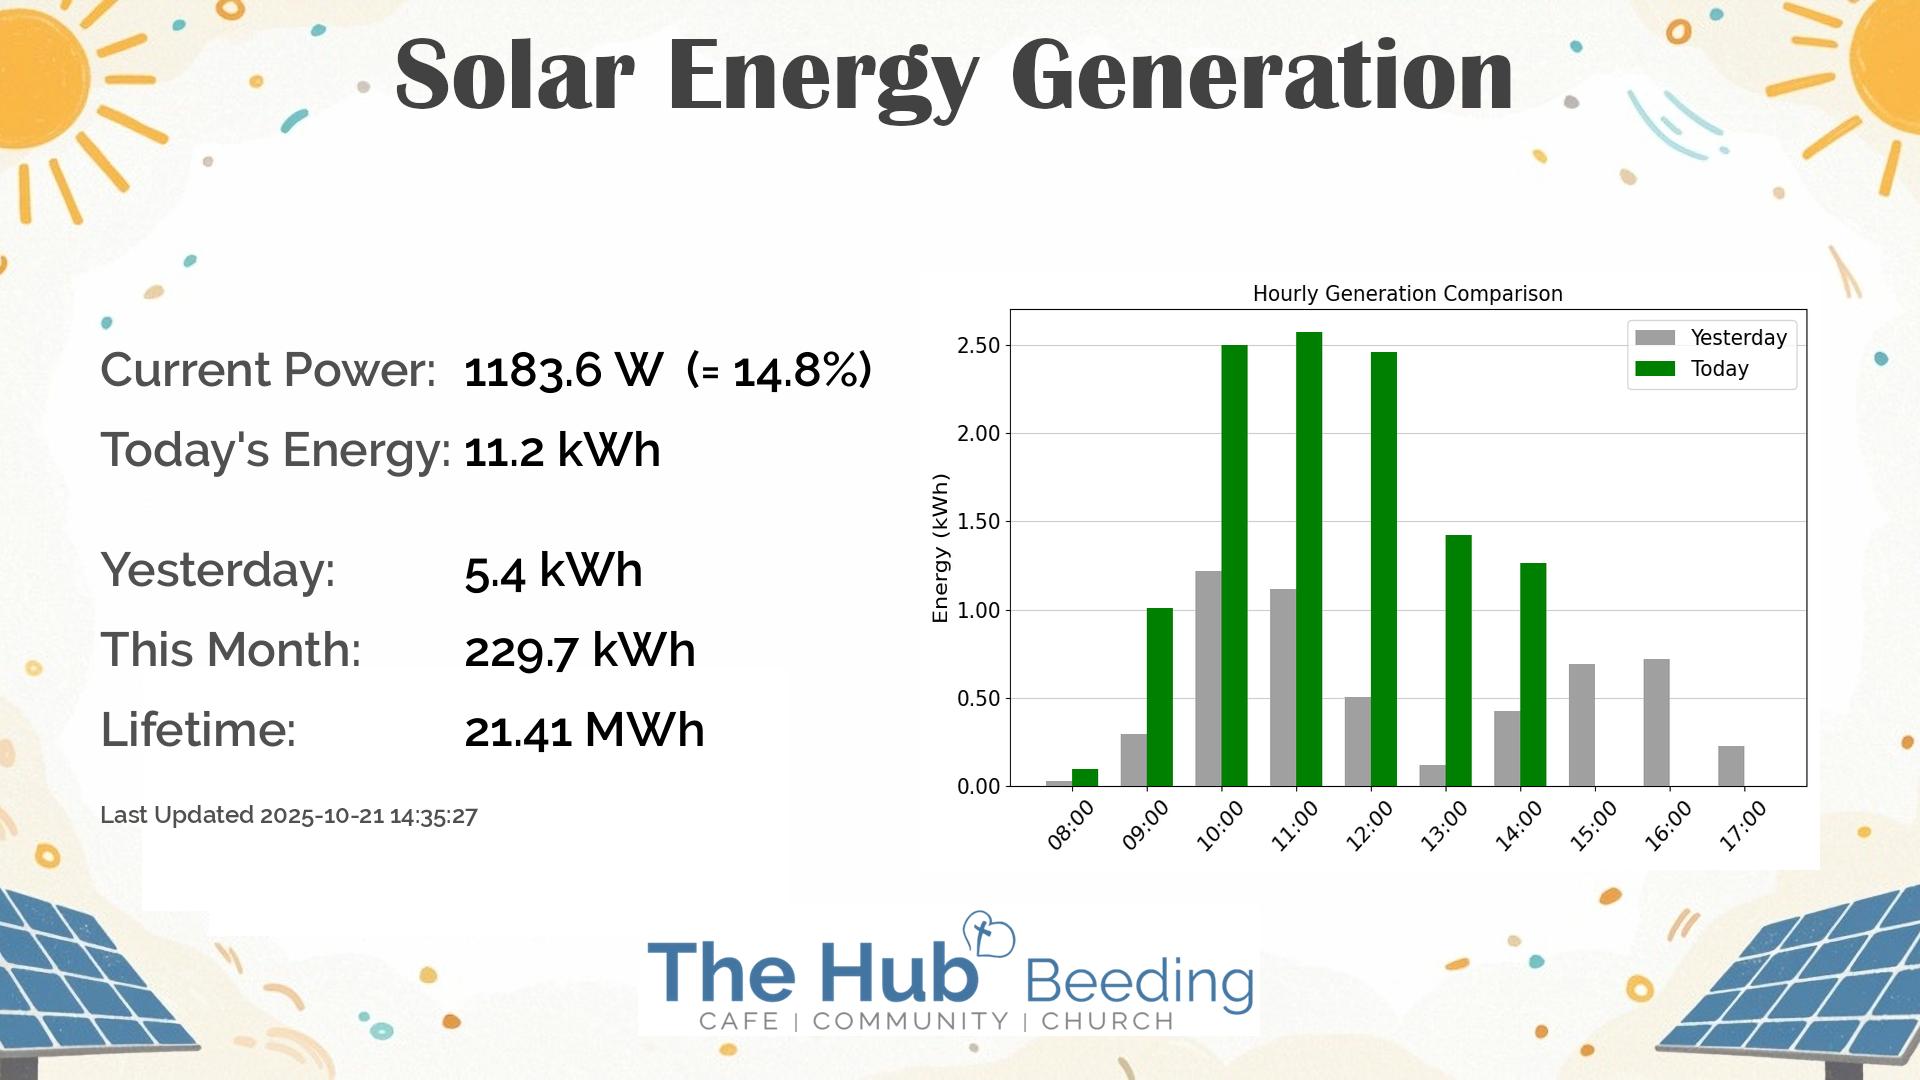 Solar Energy Generation
Current Power: 1183.6 W (= 14.8%)
Today's Energy: 11.2 kWh
Yesterday: 5.4 kWh
This Month: 229.7 kWh
Lifetime: 21.41 MWh
Last Updated 2025-10-21 14:35:27
Hourly Generation Comparison
Yesterday
Today
Energy (kWh)
2.50
2.00
1.50
1.00
0.50
0.00
08:00 09:00 10:00 11:00 12:00 13:00 14:00 15:00 16:00 17:00
The Hub Beeding
CAFE | COMMUNITY | CHURCH